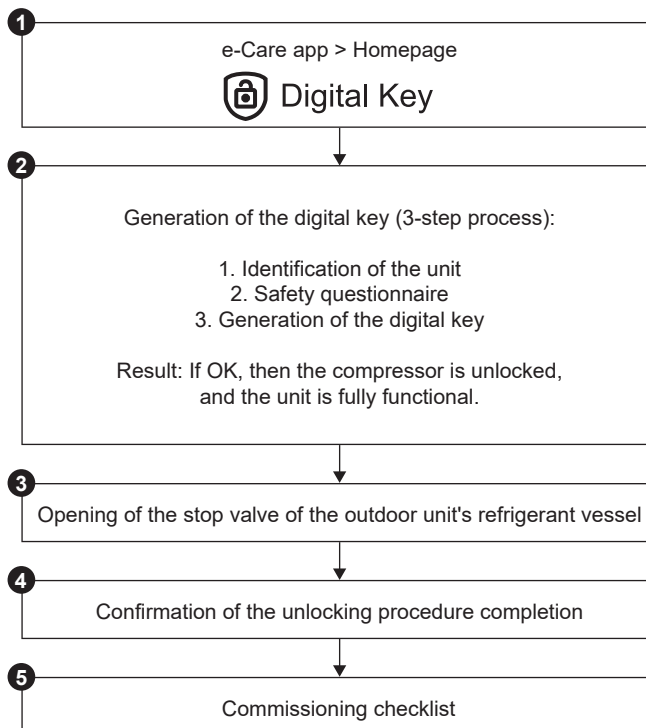 1
e-Care app > Homepage
Digital Key
2
Generation of the digital key (3-step process):
1. Identification of the unit
2. Safety questionnaire
3. Generation of the digital key
Result: If OK, then the compressor is unlocked,
and the unit is fully functional.
3
Opening of the stop valve of the outdoor unit's refrigerant vessel
4
Confirmation of the unlocking procedure completion
5
Commissioning checklist